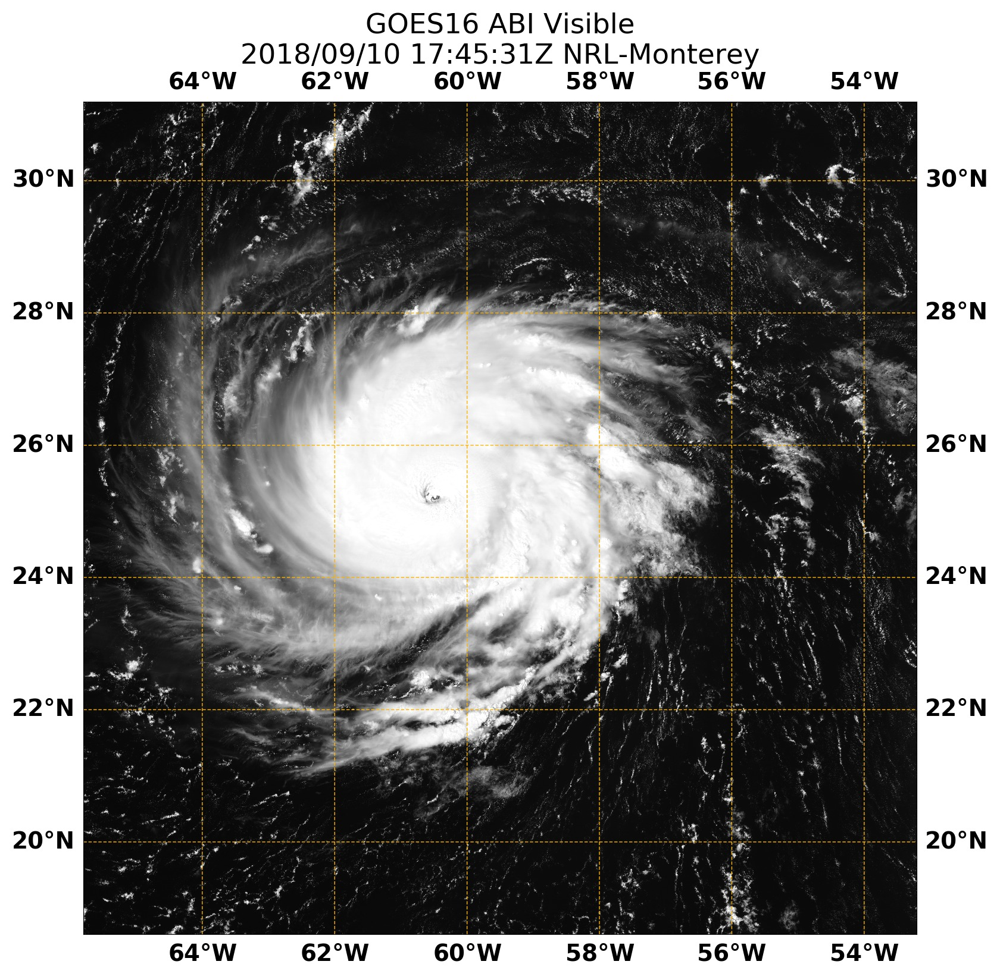 GOES16 ABI Visible
2018/09/10 17:45:31Z NRL-Monterey
64°W 62°W 60°W 58°W 56°W 54°W
30°N 30°N
28°N 28°N
26°N 26°N
24°N 24°N
22°N 22°N
20°N 20°N
64°W 62°W 60°W 58°W 56°W 54°W